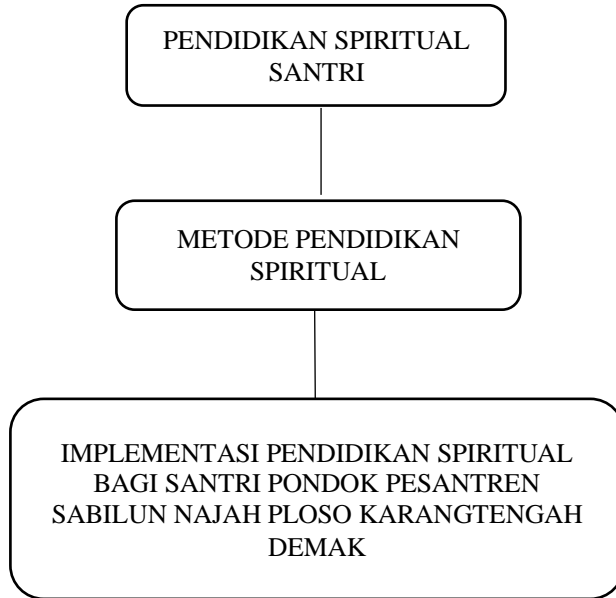 PENDIDIKAN SPIRITUAL
SANTRI
METODE PENDIDIKAN
SPIRITUAL
IMPLEMENTASI PENDIDIKAN SPIRITUAL
BAGI SANTRI PONDOK PESANTREN
SABILUN NAJAH PLOSO KARANGTENGAH
DEMAK